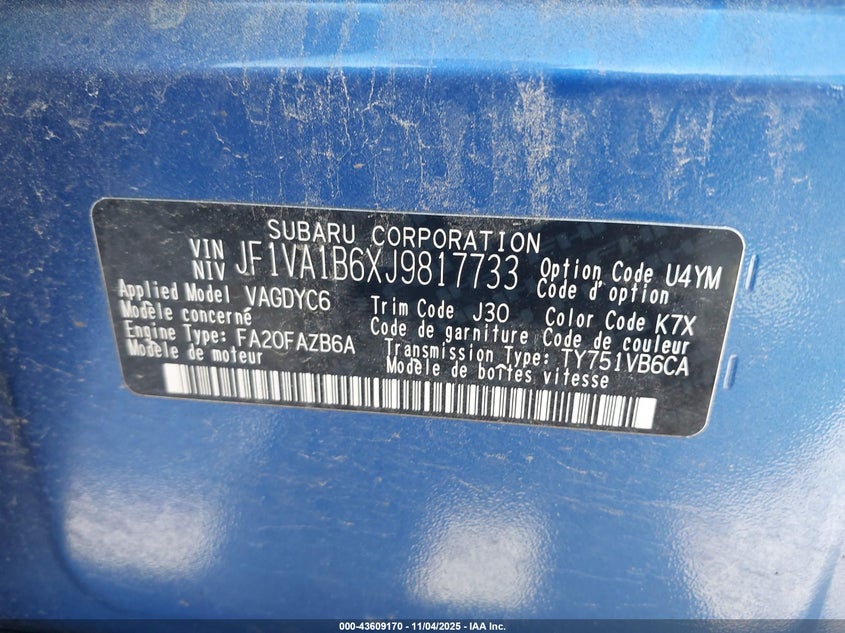 SUBARU CORPORATION
VIN
NIV JF1VA1B6XJ9817733
Option Code U4YM
Code d'option
Applied Model VAGDYC6
Modèle concerné
Trim Code J30
Code de garniture
Color Code K7X
Code de couleur
Engine Type: FA20FAZB6A
Modèle de moteur
Transmission Type: TY751VB6CA
Modèle de boîtes vitesse
000-43609170 - 11/04/2025 - IAA Inc.